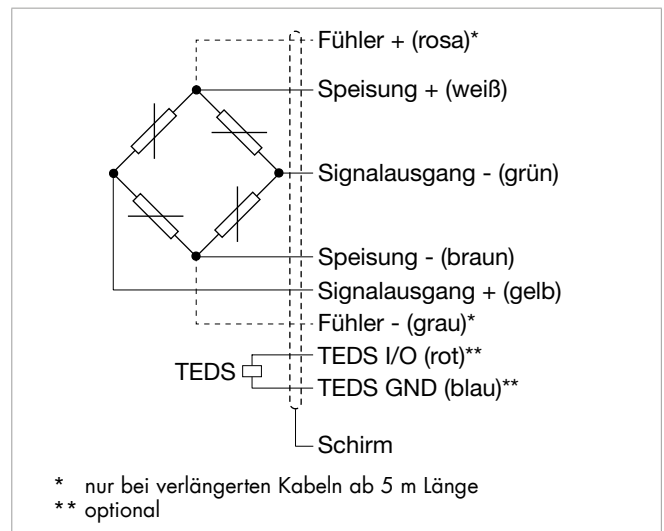 Fühler + (rosa)*
Speisung + (weiß)
Signalausgang - (grün)
Speisung - (braun)
Signalausgang + (gelb)
Fühler - (grau)*
TEDS I/O (rot)**
TEDS
TEDS GND (blau)**
Schirm
* nur bei verlängerten Kabeln ab 5 m Länge
** optional